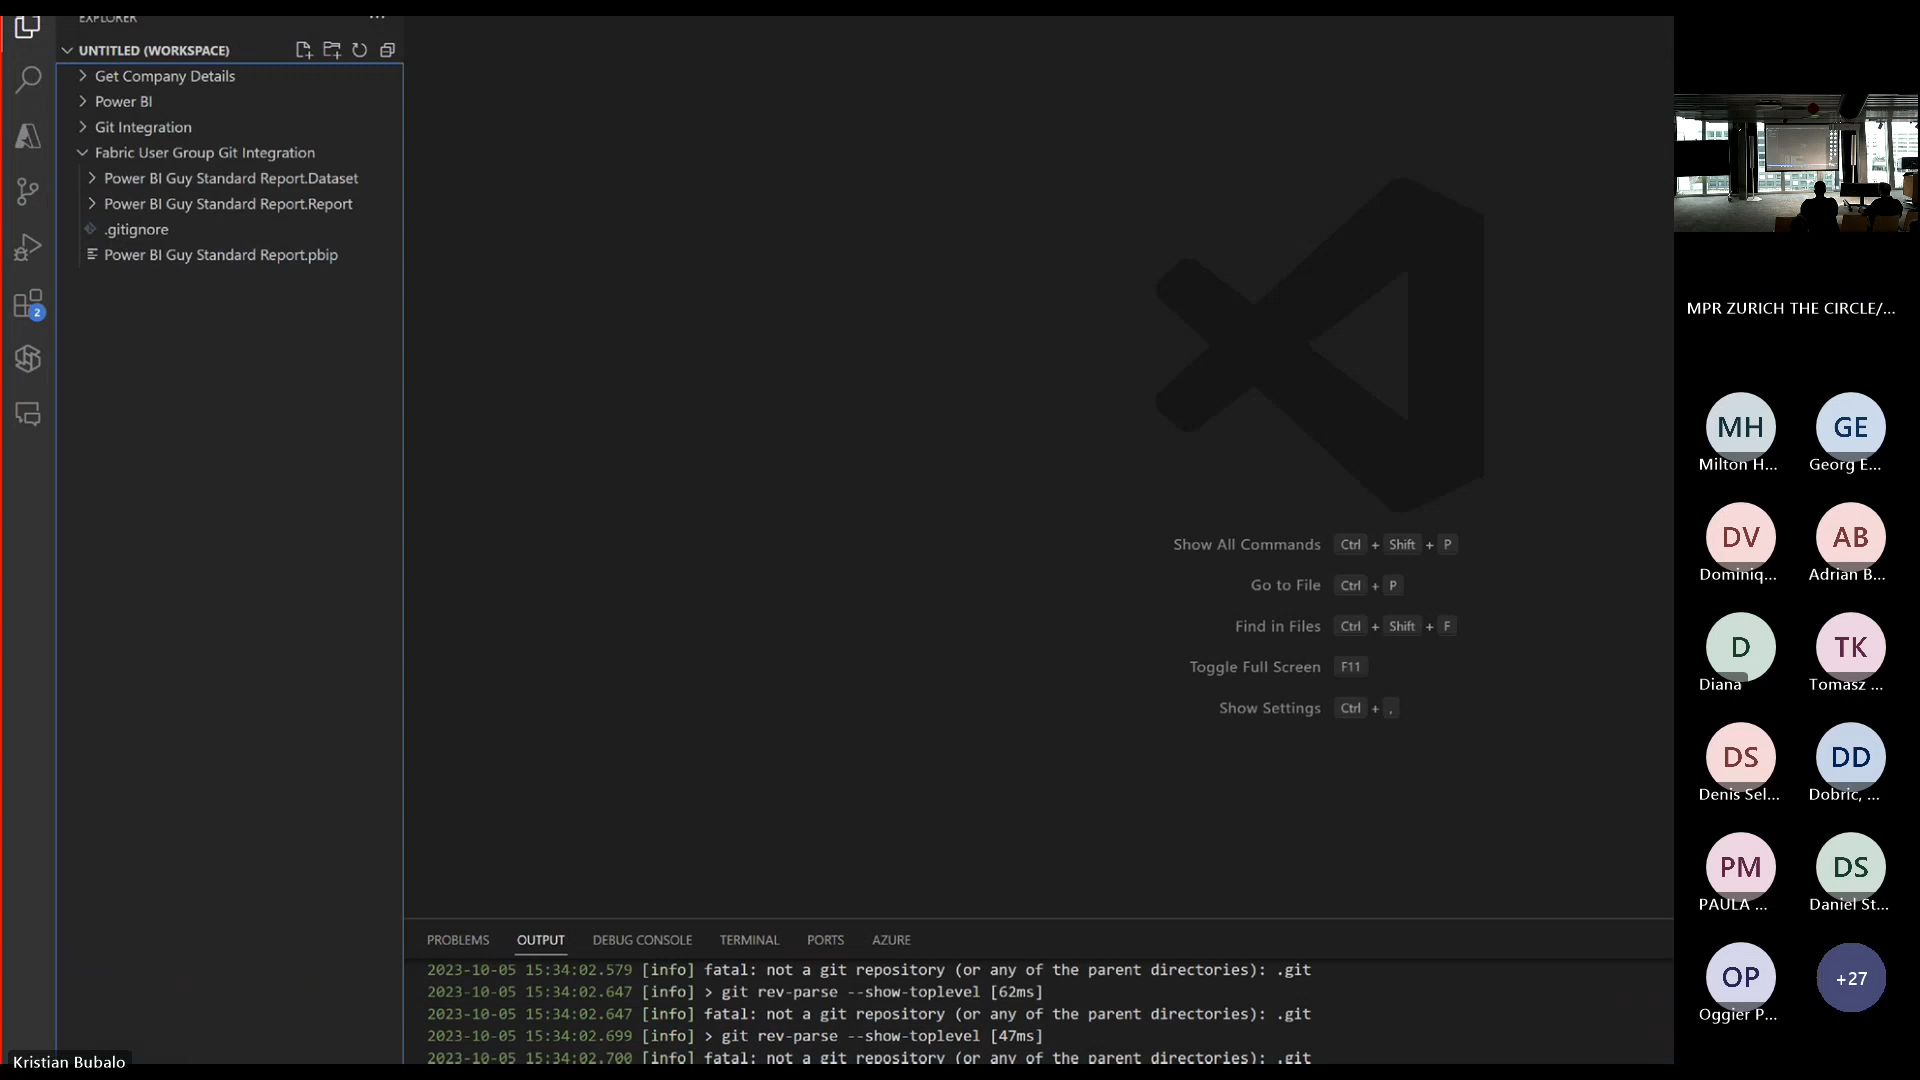 EXPLORER
UNTITLED (WORKSPACE)
Get Company Details
Power BI
Git Integration
Fabric User Group Git Integration
Power BI Guy Standard Report.Dataset
Power BI Guy Standard Report.Report
.gitignore
Power BI Guy Standard Report.pbip
2
Show All Commands Ctrl + Shift + P
Go to File Ctrl + P
Find in Files Ctrl + Shift + F
Toggle Full Screen F11
Show Settings Ctrl + ,
PROBLEMS OUTPUT DEBUG CONSOLE TERMINAL PORTS AZURE
2023-10-05 15:34:02.579 [info] fatal: not a git repository (or any of the parent directories): .git
2023-10-05 15:34:02.647 [info] > git rev-parse --show-toplevel [62ms]
2023-10-05 15:34:02.647 [info] fatal: not a git repository (or any of the parent directories): .git
2023-10-05 15:34:02.699 [info] > git rev-parse --show-toplevel [47ms]
2023-10-05 15:34:02.700 [info] fatal: not a git repository (or any of the parent directories): .git
Kristian Bubalo
MPR ZURICH THE CIRCLE/...
MH GE
Milton H... Georg E...
DV AB
Dominiq... Adrian B...
D TK
Diana Tomasz ...
DS DD
Denis Sel... Dobric, ...
PM DS
PAULA ... Daniel St...
OP +27
Oggier P...